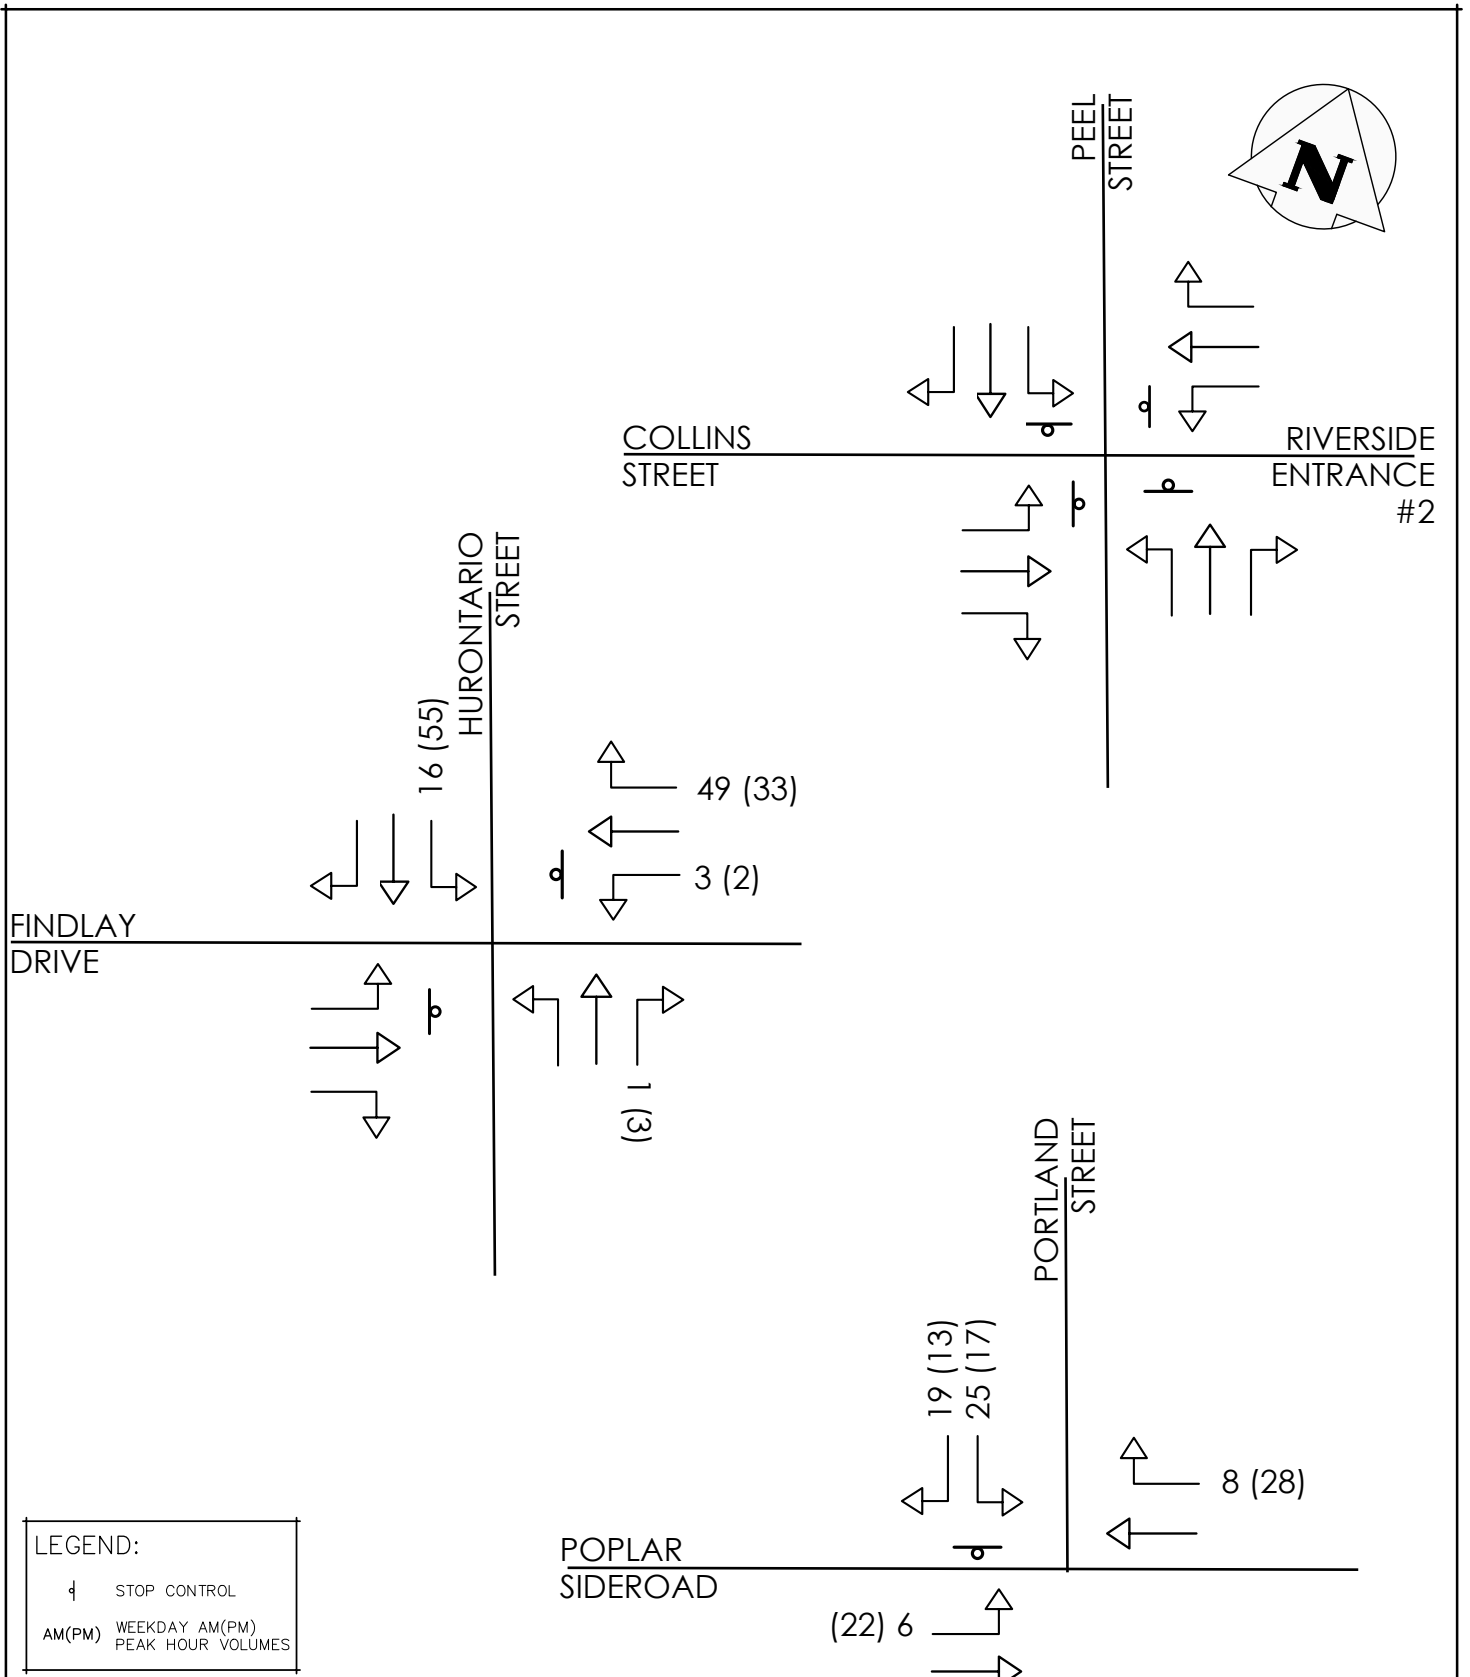 PEEL
STREET
N
COLLINS
STREET
RIVERSIDE
ENTRANCE
#2
HURONTARIO
STREET
16 (55)
49 (33)
3 (2)
FINDLAY
DRIVE
1 (3)
PORTLAND
STREET
19 (13)
25 (17)
8 (28)
POPLAR
SIDEROAD
(22) 6
LEGEND:
STOP CONTROL
AM(PM) WEEKDAY AM(PM)
PEAK HOUR VOLUMES